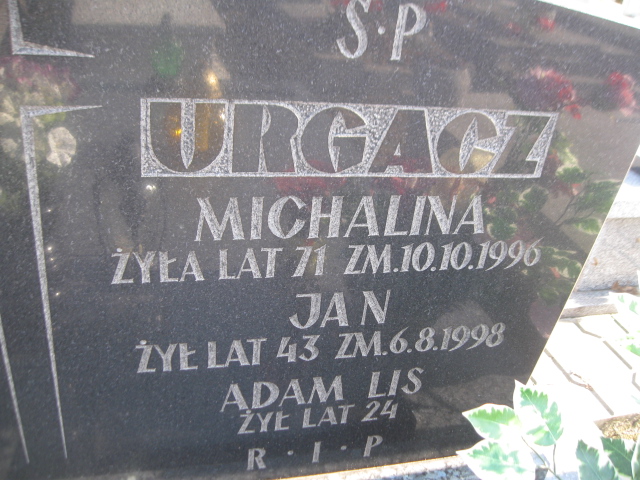 S·P
URGACZ
MICHALINA
ŻYŁA LAT 71 ZM.10.10.1996
JAN
ŻYŁ LAT 43 ZM.6.8.1998
ADAM LIS
ŻYŁ LAT 24
R·I·P